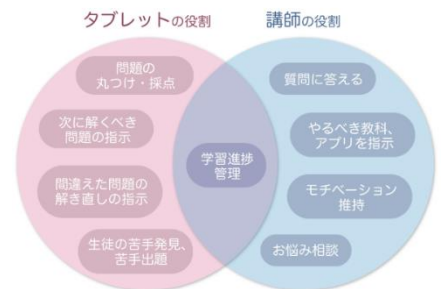 タブレットの役割
講師の役割
問題の
丸つけ・採点
次に解くべき
問題の指示
間違えた問題の
解き直しの指示
生徒の苦手発見、
苦手出題
学習進捗
管理
質問に答える
やるべき教科、
アプリを指示
モチベーション
維持
お悩み相談